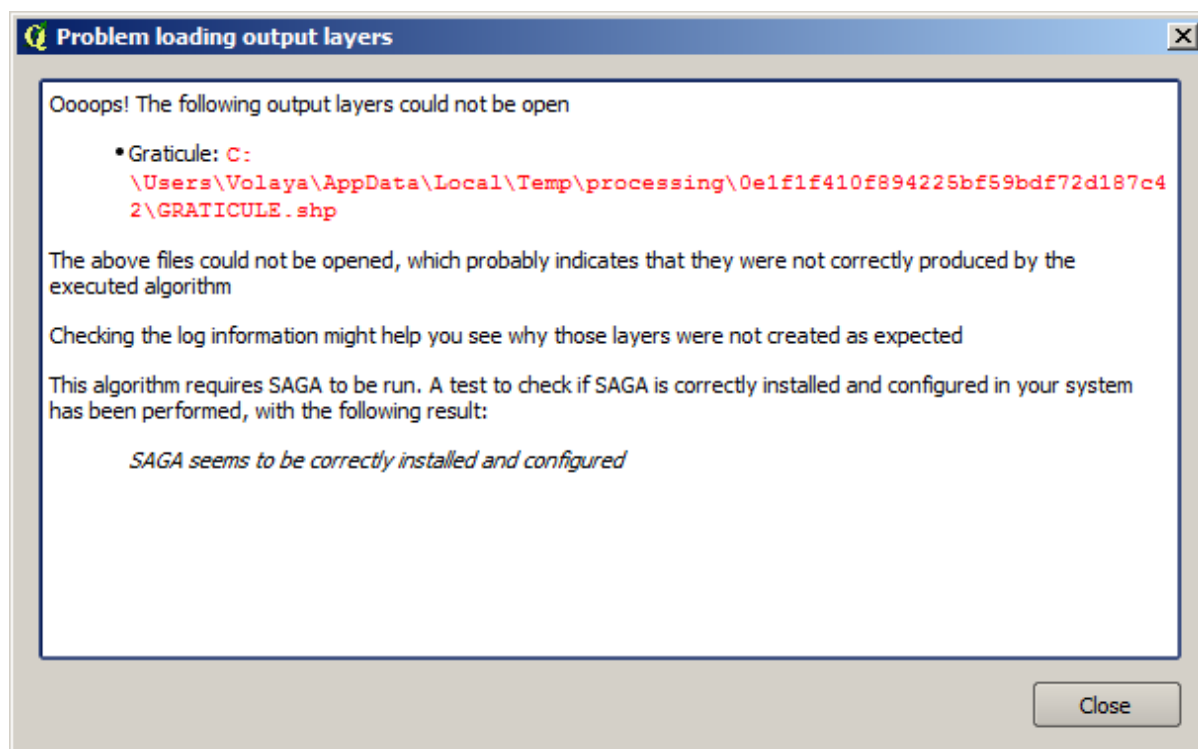 Problem loading output layers
Oooops! The following output layers could not be open
•Graticule: C:
\Users\Volaya\AppData\Local\Temp\processing\0e1f1f410f894225bf59bdf72d187c4
2\GRATICULE.shp
The above files could not be opened, which probably indicates that they were not correctly produced by the
executed algorithm
Checking the log information might help you see why those layers were not created as expected
This algorithm requires SAGA to be run. A test to check if SAGA is correctly installed and configured in your system
has been performed, with the following result:
SAGA seems to be correctly installed and configured
Close